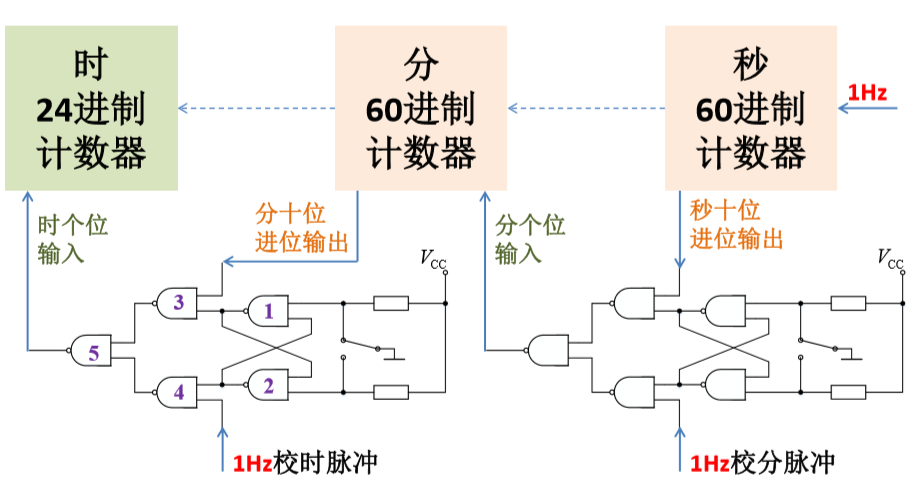 时
24进制
计数器
分
60进制
计数器
秒
60进制
计数器
1Hz
时个位
输入
分十位
进位输出
分个位
输入
秒十位
进位输出
VCC
VCC
3
1
5
4
2
1Hz校时脉冲
1Hz校分脉冲